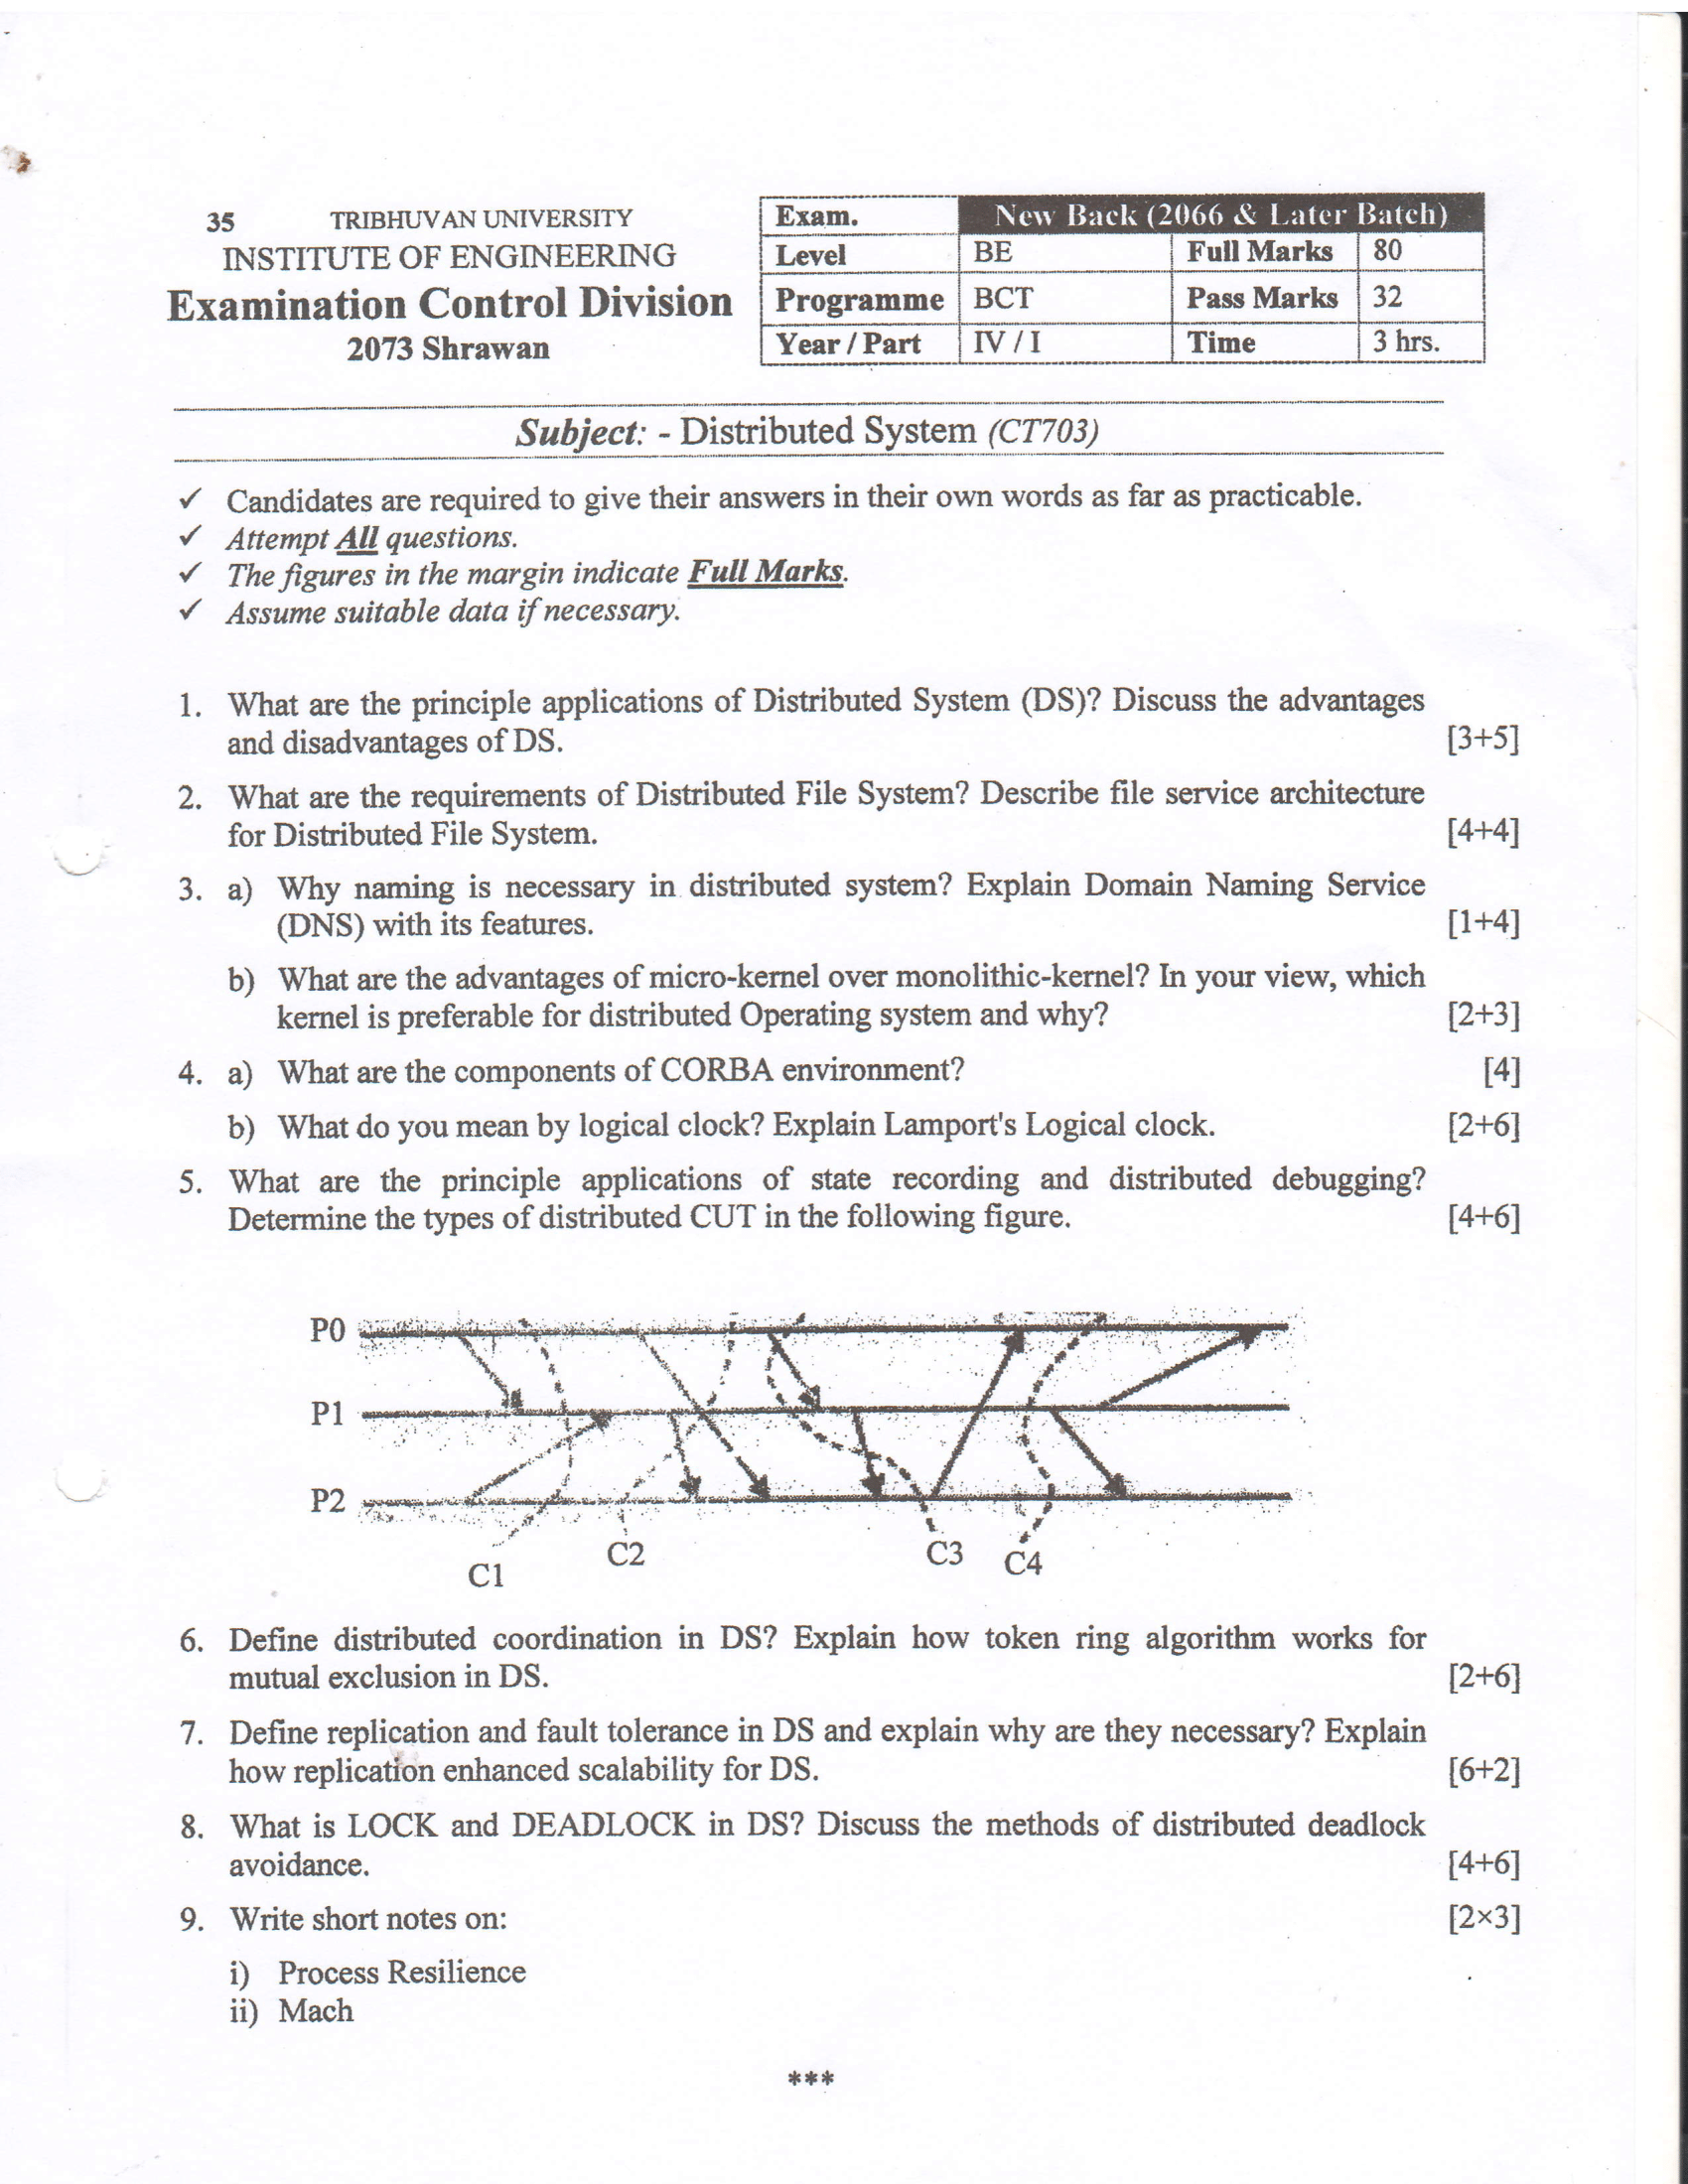 35 TRIBHUVAN UNIVERSITY
INSTITUTE OF ENGINEERING
Examination Control Division
2073 Shrawan
Exam. New Back (2066 & Later Batch)
Level BE Full Marks 80
Programme BCT Pass Marks 32
Year / Part IV / I Time 3 hrs.
Subject: - Distributed System (CT703)
✓ Candidates are required to give their answers in their own words as far as practicable.
✓ Attempt All questions.
✓ The figures in the margin indicate Full Marks.
✓ Assume suitable data if necessary.
1. What are the principle applications of Distributed System (DS)? Discuss the advantages
and disadvantages of DS. [3+5]
2. What are the requirements of Distributed File System? Describe file service architecture
for Distributed File System. [4+4]
3. a) Why naming is necessary in distributed system? Explain Domain Naming Service
(DNS) with its features. [1+4]
b) What are the advantages of micro-kernel over monolithic-kernel? In your view, which
kernel is preferable for distributed Operating system and why? [2+3]
4. a) What are the components of CORBA environment? [4]
b) What do you mean by logical clock? Explain Lamport's Logical clock. [2+6]
5. What are the principle applications of state recording and distributed debugging?
Determine the types of distributed CUT in the following figure. [4+6]
P0
P1
P2
C1 C2 C3 C4
6. Define distributed coordination in DS? Explain how token ring algorithm works for
mutual exclusion in DS. [2+6]
7. Define replication and fault tolerance in DS and explain why are they necessary? Explain
how replication enhanced scalability for DS. [6+2]
8. What is LOCK and DEADLOCK in DS? Discuss the methods of distributed deadlock
avoidance. [4+6]
9. Write short notes on: [2×3]
i) Process Resilience
ii) Mach
***